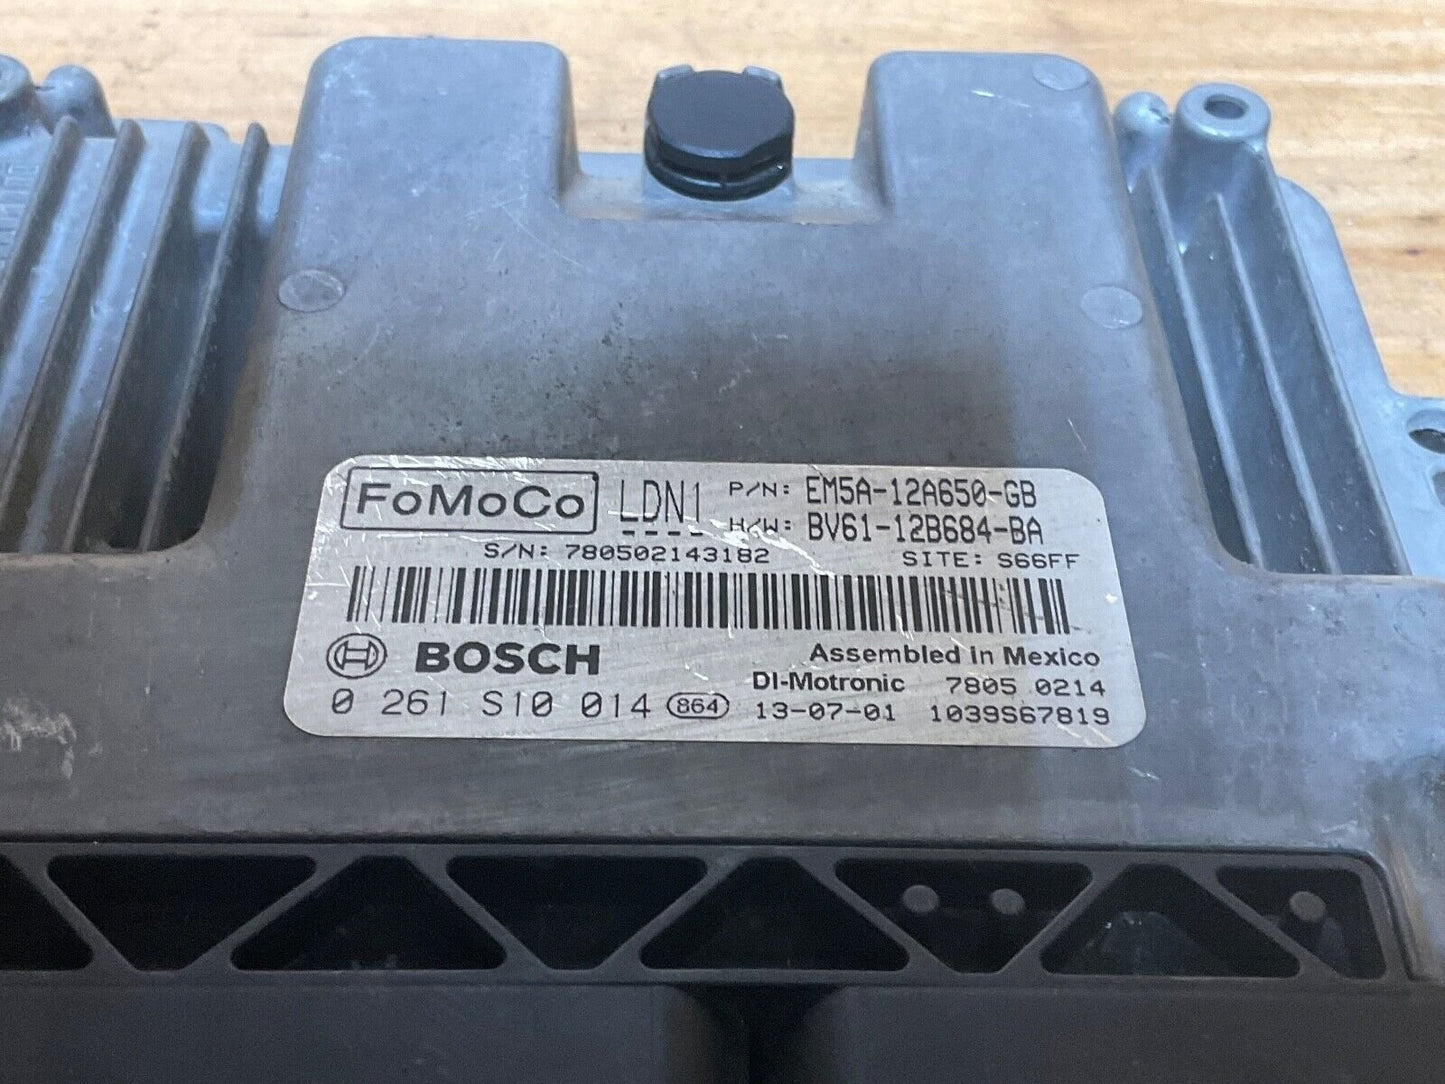 FoMoCo LDN1 P/N: EM5A-12A650-GB
H/W: BV61-12B684-BA
S/N: 780502143182 SITE: S66FF
BOSCH Assembled in Mexico
DI-Motronic 7805 0214
0 261 S10 014 864 13-07-01 1039S67819